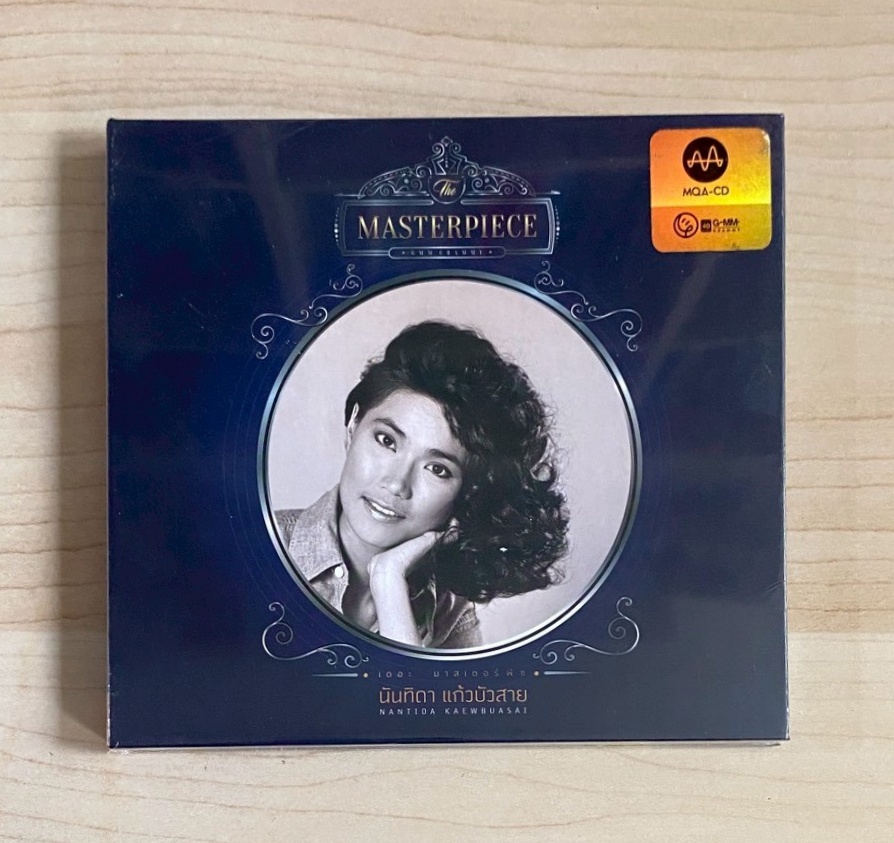 The
MASTERPIECE
MQA-CD
เดอะ มาสเตอร์พีซ
นันทิดา แก้วบัวสาย
NANTIDA KAEWBUASAI